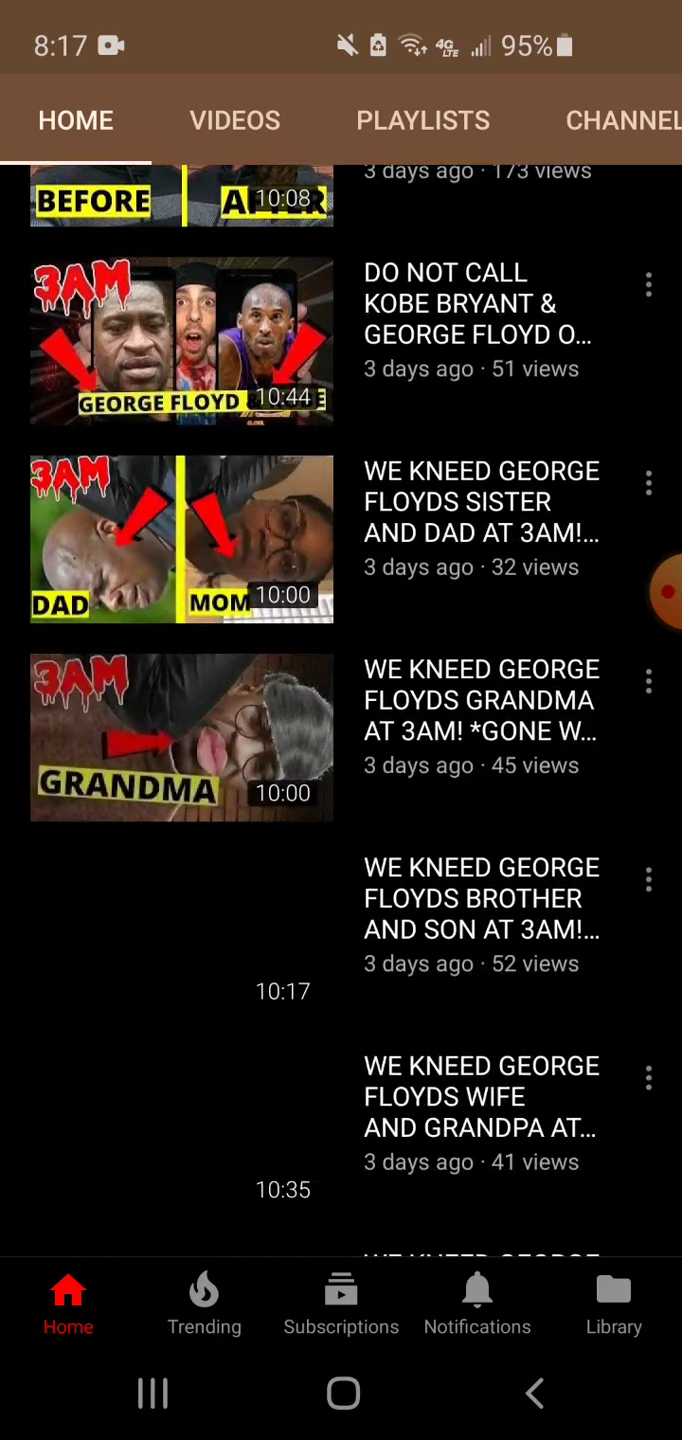 8:17 4G LTE 95%
HOME VIDEOS PLAYLISTS CHANNEL
BEFORE
10:08
3 days ago · 173 views
3AM
GEORGE FLOYD
10:44
DO NOT CALL
KOBE BRYANT &
GEORGE FLOYD O...
3 days ago · 51 views
3AM
DAD
MOM
10:00
WE KNEED GEORGE
FLOYDS SISTER
AND DAD AT 3AM!...
3 days ago · 32 views
3AM
GRANDMA
10:00
WE KNEED GEORGE
FLOYDS GRANDMA
AT 3AM! *GONE W...
3 days ago · 45 views
10:17
WE KNEED GEORGE
FLOYDS BROTHER
AND SON AT 3AM!...
3 days ago · 52 views
10:35
WE KNEED GEORGE
FLOYDS WIFE
AND GRANDPA AT...
3 days ago · 41 views
Home Trending Subscriptions Notifications Library